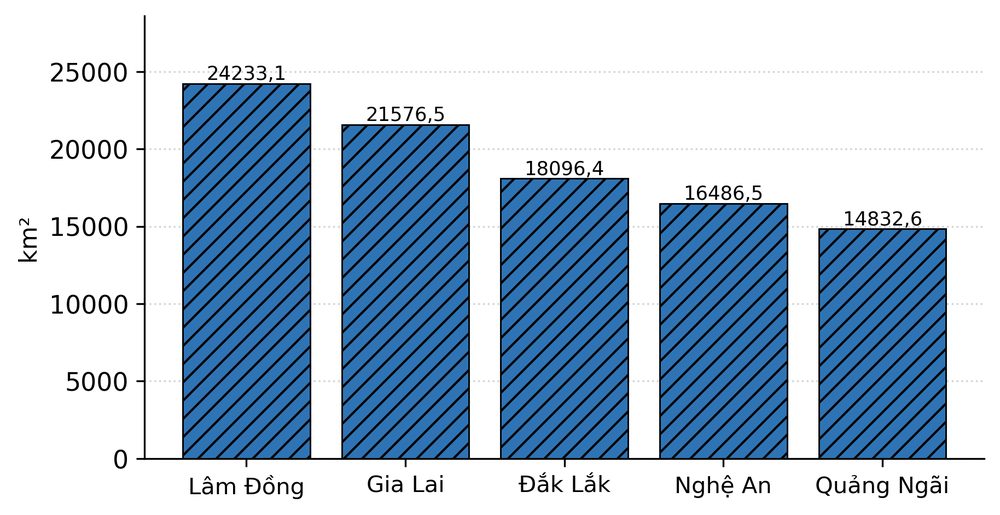 km²
25000
20000
15000
10000
5000
0
24233,1
21576,5
18096,4
16486,5
14832,6
Lâm Đồng
Gia Lai
Đắk Lắk
Nghệ An
Quảng Ngãi